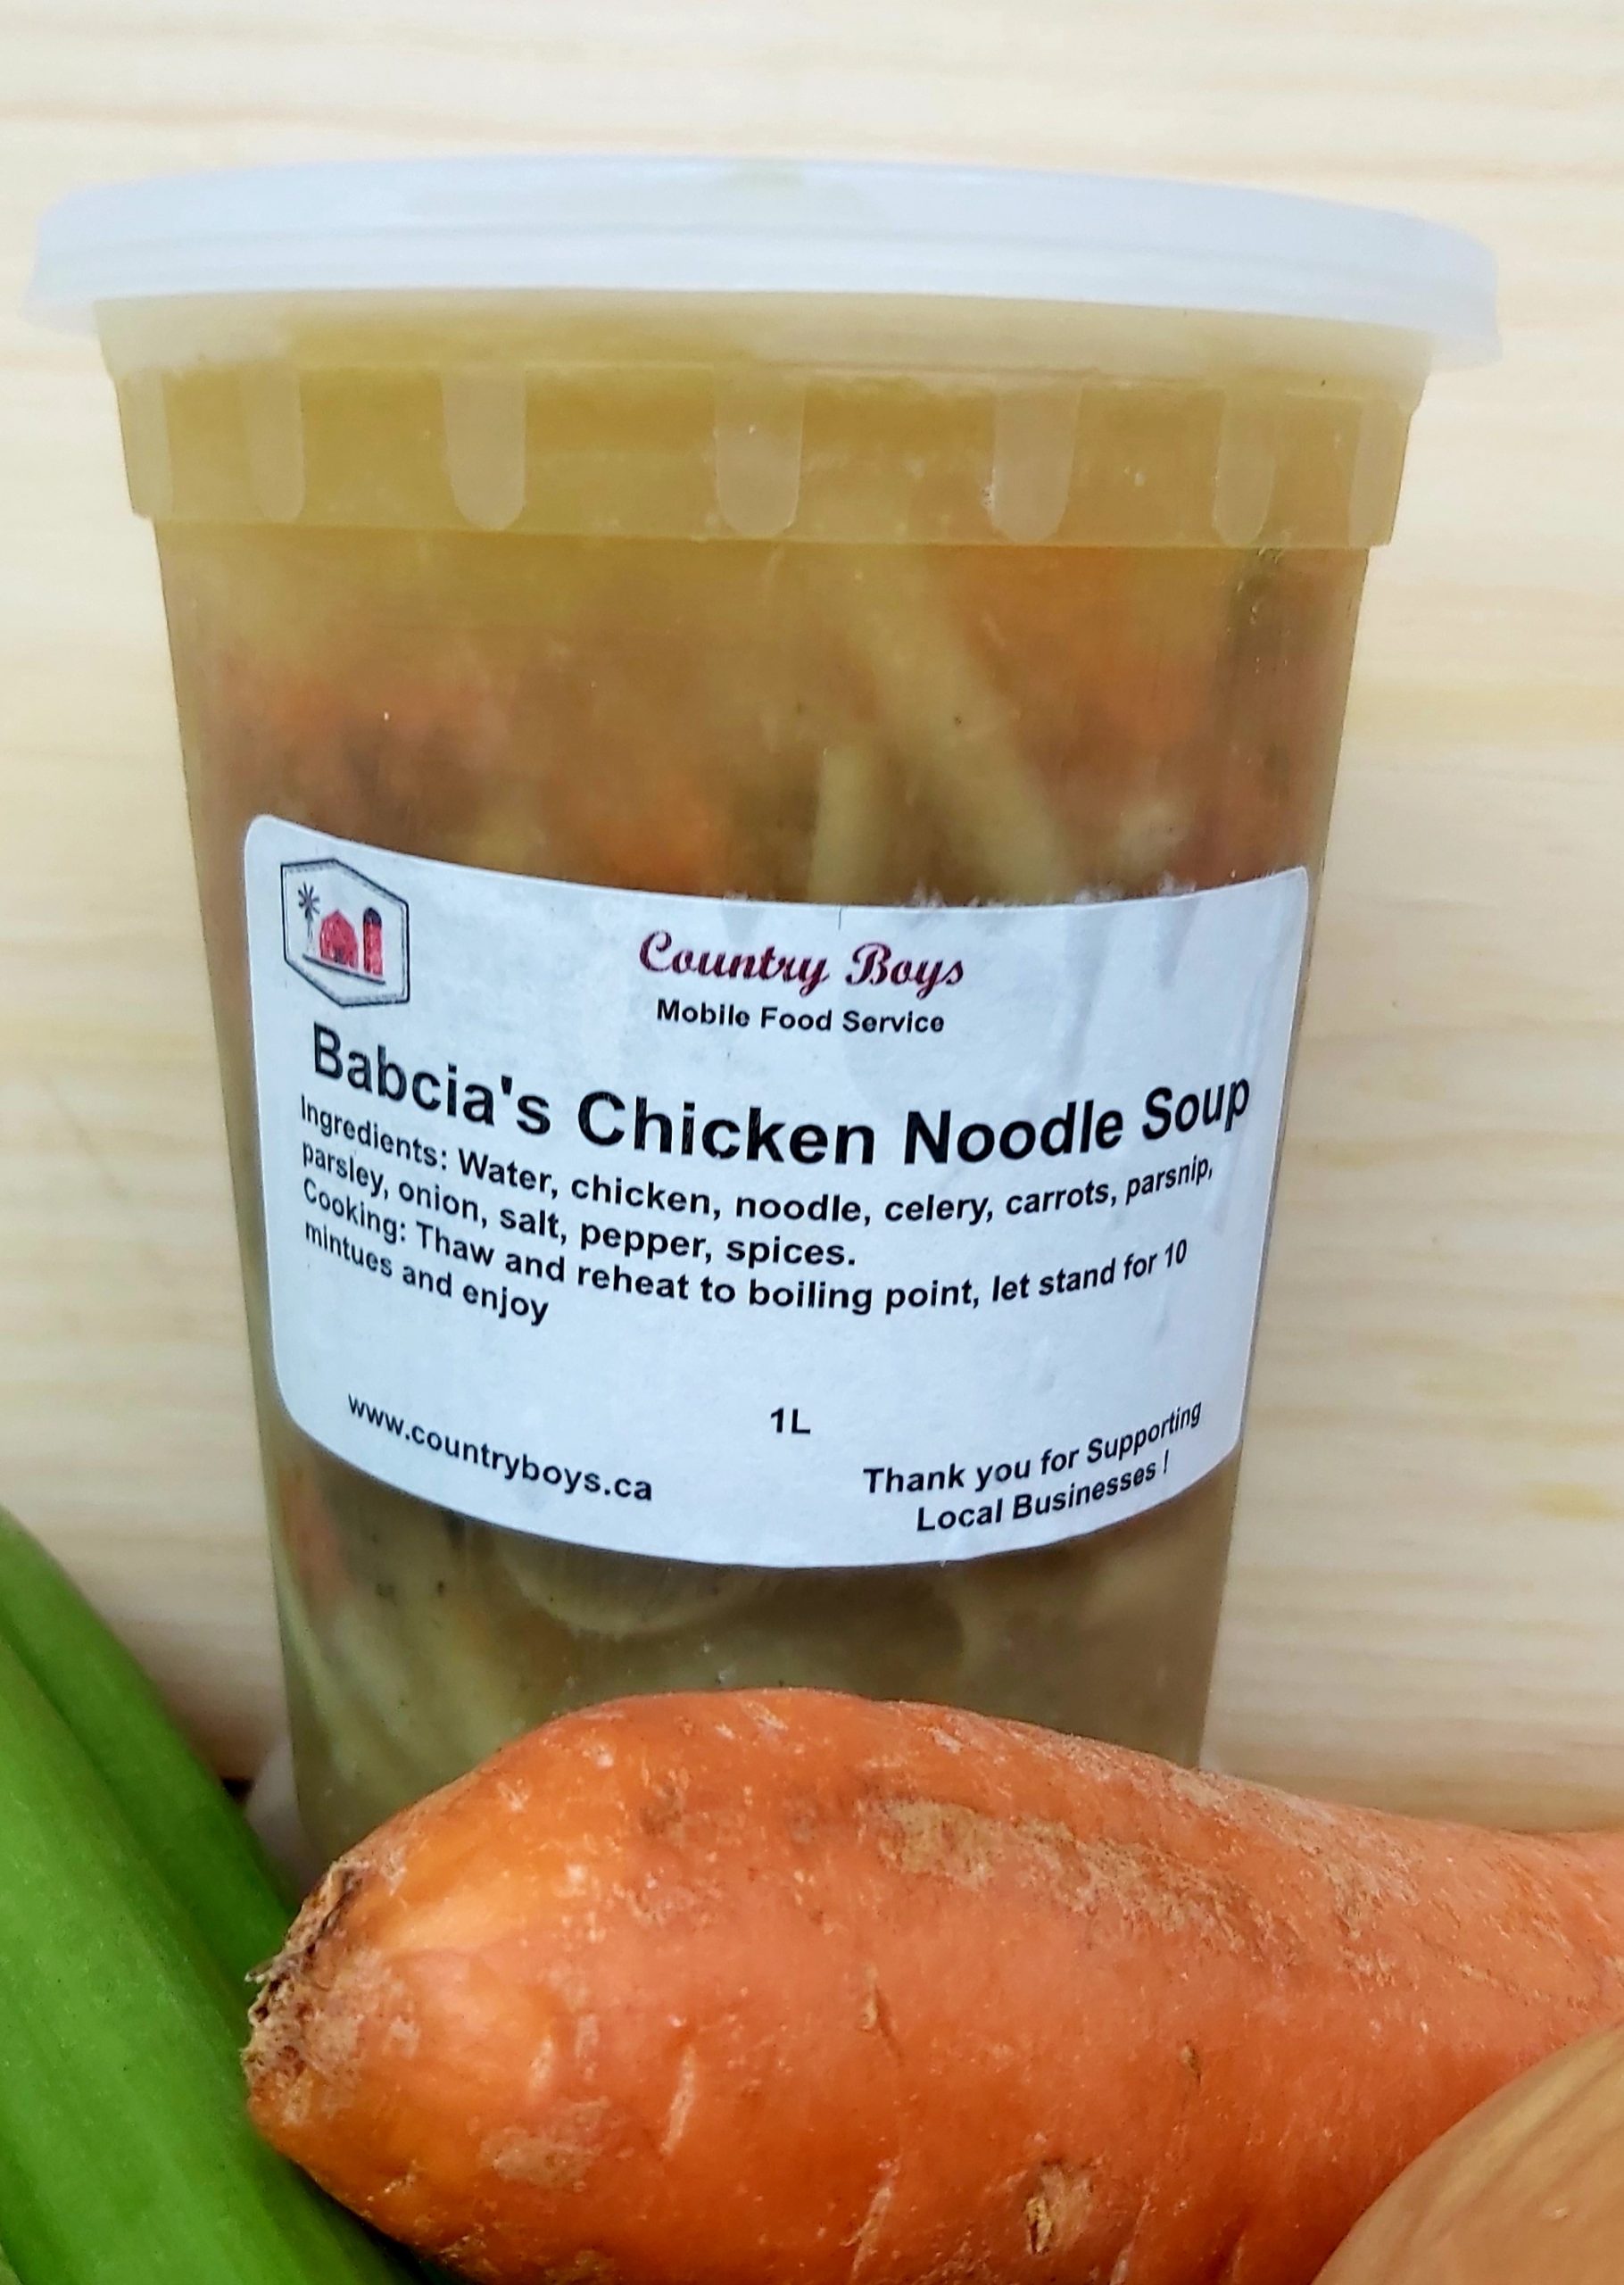 Country Boys
Mobile Food Service
Babcia's Chicken Noodle Soup
Ingredients: Water, chicken, noodle, celery, carrots, parsnip,
parsley, onion, salt, pepper, spices.
Cooking: Thaw and reheat to boiling point, let stand for 10
mintues and enjoy
1L
www.countryboys.ca
Thank you for Supporting
Local Businesses !